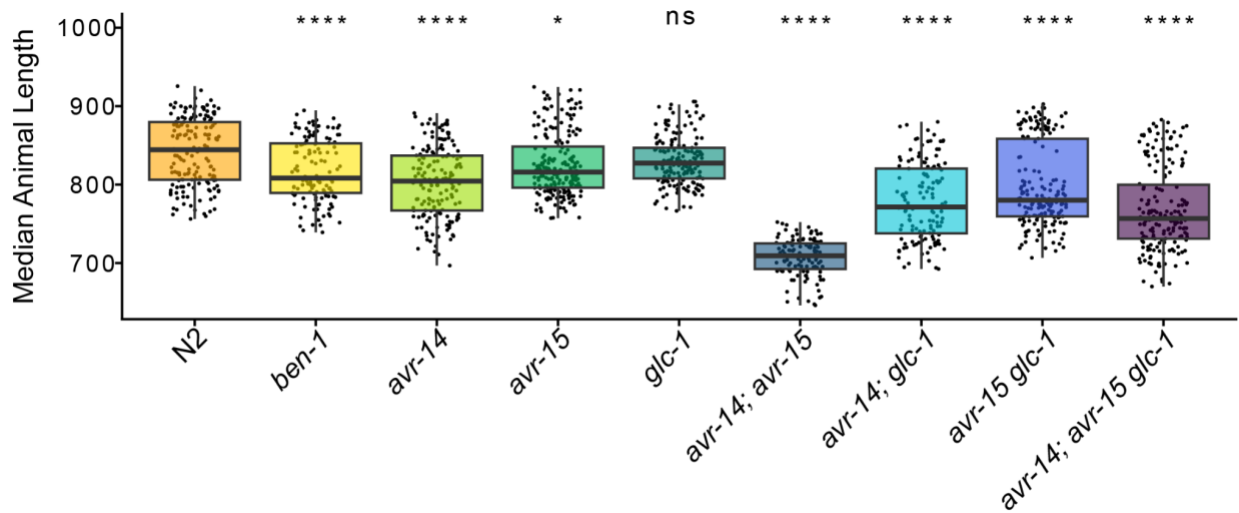 Median Animal Length
1000
900
800
700
**** **** * ns **** **** **** ****
N2
ben-1
avr-14
avr-15
glc-1
avr-14; avr-15
avr-14; glc-1
avr-15 glc-1
avr-14; avr-15 glc-1